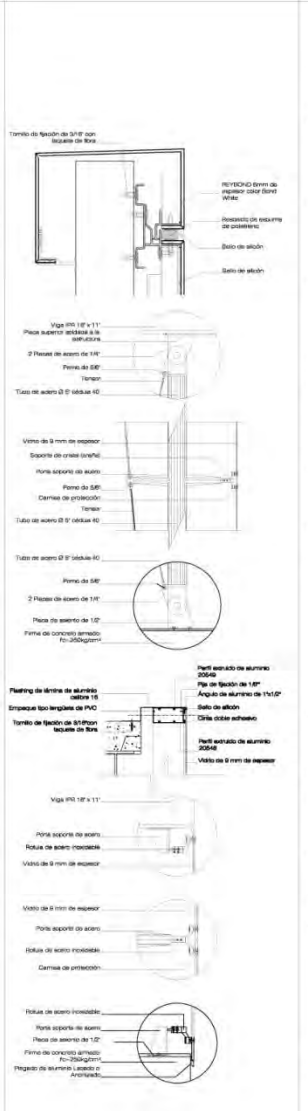 Tornillo de fijación de 3/16" con
taquete de fibra
REYBOND 6mm de
espesor color Bond
White
Respaldo de espuma
de polietileno
Sello de silicón
Sello de silicón
Viga IPR 18" x 11"
Placa superior soldada a la
estructura
2 Placas de acero de 1/4"
Perno de 5/8"
Tensor
Tubo de acero Ø 5" cédula 40
Vidrio de 9 mm de espesor
Soporte de cristal (araña)
Porta soporte de acero
Perno de 5/8"
Camisa de protección
Tensor
Tubo de acero Ø 5" cédula 40
Tubo de acero Ø 5" cédula 40
Perno de 5/8"
2 Placas de acero de 1/4"
Placa de asiento de 1/2"
Firme de concreto armado
f'c=250kg/cm²
Flashing de lámina de aluminio
calibre 16
Empaque tipo lengüeta de PVC
Tornillo de fijación de 3/16"con
taquete de fibra
Perfil extruido de aluminio
20549
Pija de fijación de 1/8"
Ángulo de aluminio de 1"x1/2"
Sello de silicón
Cinta doble adhesivo
Perfil extruido de aluminio
20548
Vidrio de 9 mm de espesor
Viga IPR 18" x 11"
Porta soporte de acero
Rotula de acero inoxidable
Vidrio de 9 mm de espesor
Vidrio de 9 mm de espesor
Porta soporte de acero
Rotula de acero inoxidable
Camisa de protección
Rotula de acero inoxidable
Porta soporte de acero
Placa de asiento de 1/2"
Firme de concreto armado
f'c=250kg/cm²
Plegado de aluminio Lacado o
Anonizado